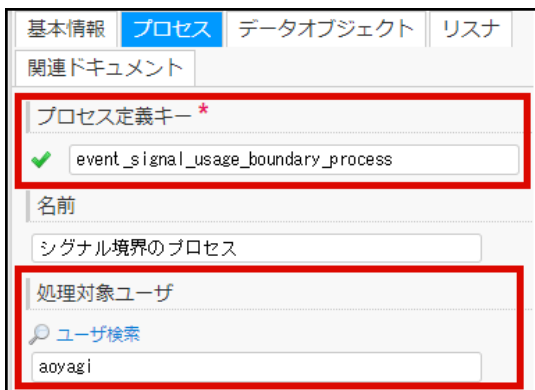 基本情報 プロセス データオブジェクト リスナ
関連ドキュメント
プロセス定義キー *
event_signal_usage_boundary_process
名前
シグナル境界のプロセス
処理対象ユーザ
ユーザ検索
aoyagi